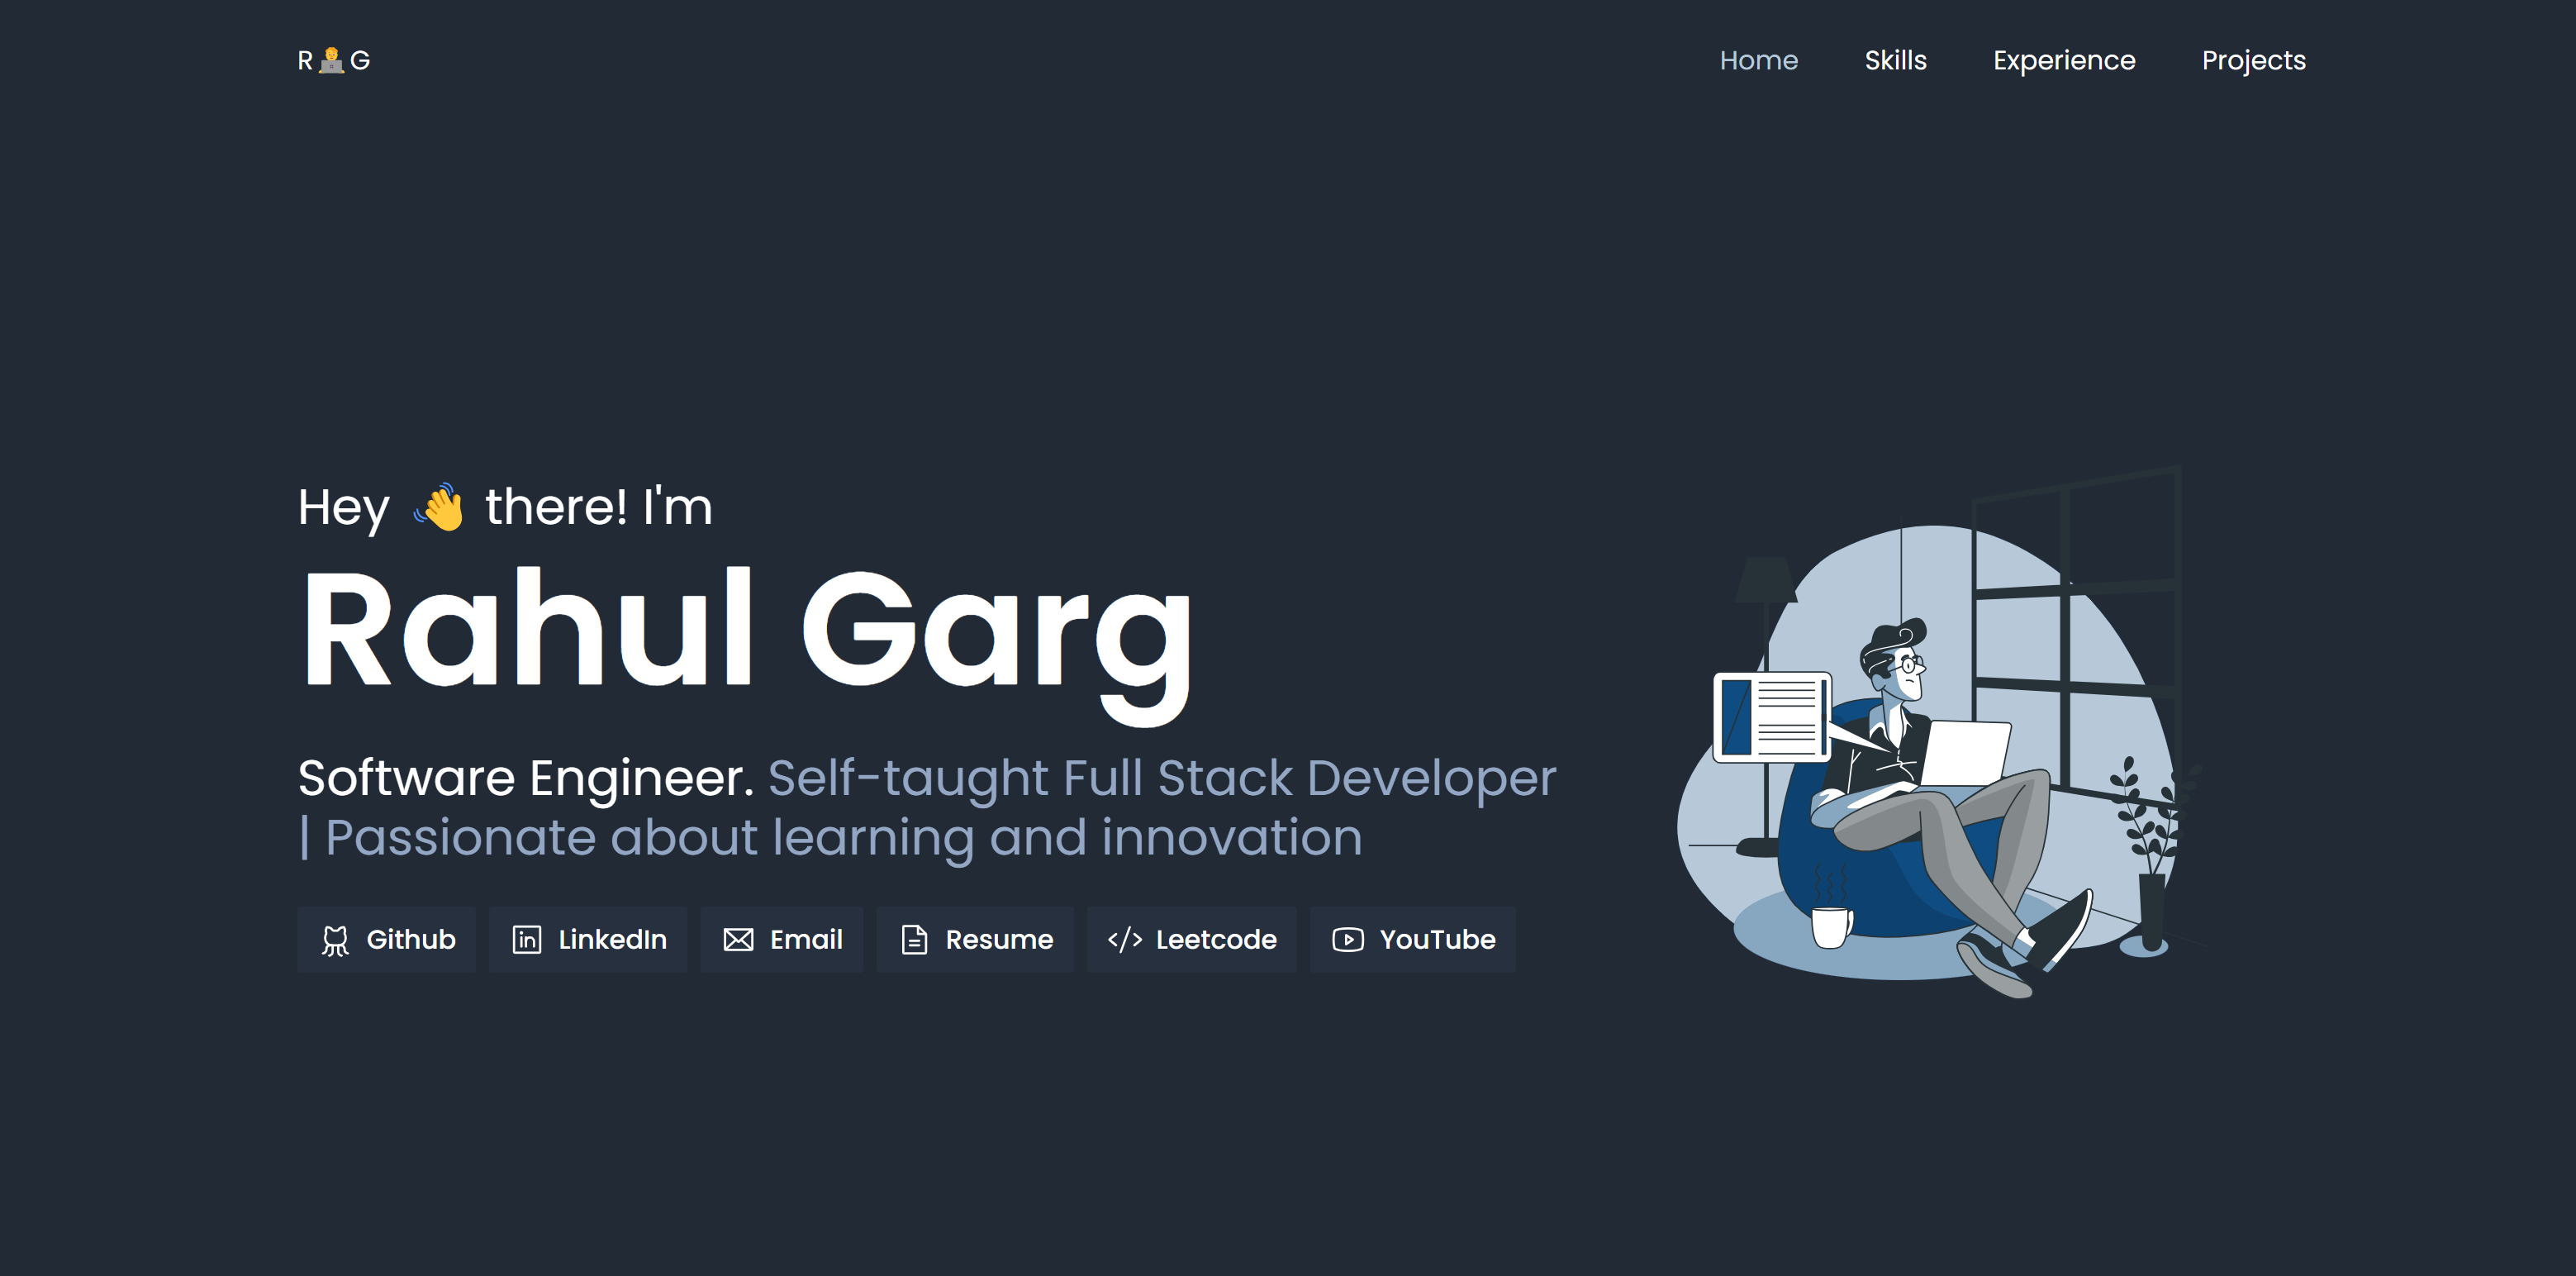 R🧑‍💻G
Home Skills Experience Projects
Hey 👋 there! I'm
Rahul Garg
Software Engineer. Self-taught Full Stack Developer
| Passionate about learning and innovation
Github LinkedIn Email Resume Leetcode YouTube